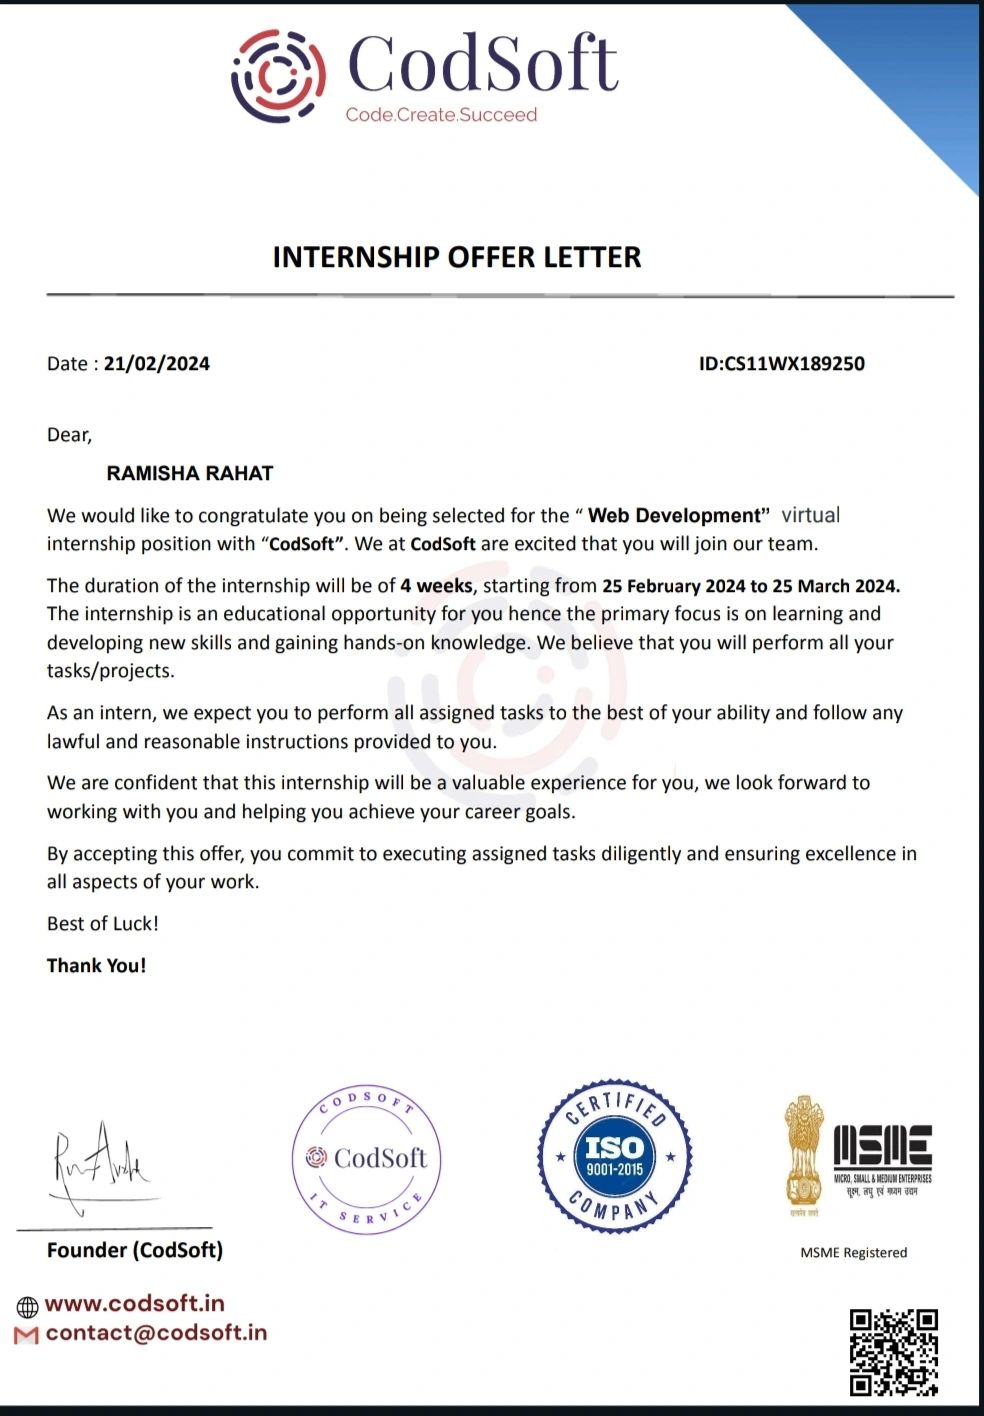 CodSoft
Code.Create.Succeed
INTERNSHIP OFFER LETTER
Date : 21/02/2024
ID:CS11WX189250
Dear,
RAMISHA RAHAT
We would like to congratulate you on being selected for the “ Web Development” virtual
internship position with “CodSoft”. We at CodSoft are excited that you will join our team.
The duration of the internship will be of 4 weeks, starting from 25 February 2024 to 25 March 2024.
The internship is an educational opportunity for you hence the primary focus is on learning and
developing new skills and gaining hands-on knowledge. We believe that you will perform all your
tasks/projects.
As an intern, we expect you to perform all assigned tasks to the best of your ability and follow any
lawful and reasonable instructions provided to you.
We are confident that this internship will be a valuable experience for you, we look forward to
working with you and helping you achieve your career goals.
By accepting this offer, you commit to executing assigned tasks diligently and ensuring excellence in
all aspects of your work.
Best of Luck!
Thank You!
CODSOFT
CodSoft
IT SERVICE
CERTIFIED
ISO
9001-2015
COMPANY
MSME
MICRO, SMALL & MEDIUM ENTERPRISES
सूक्ष्म, लघु एवं मध्यम उद्यम
सत्यमेव जयते
Founder (CodSoft)
MSME Registered
www.codsoft.in
contact@codsoft.in